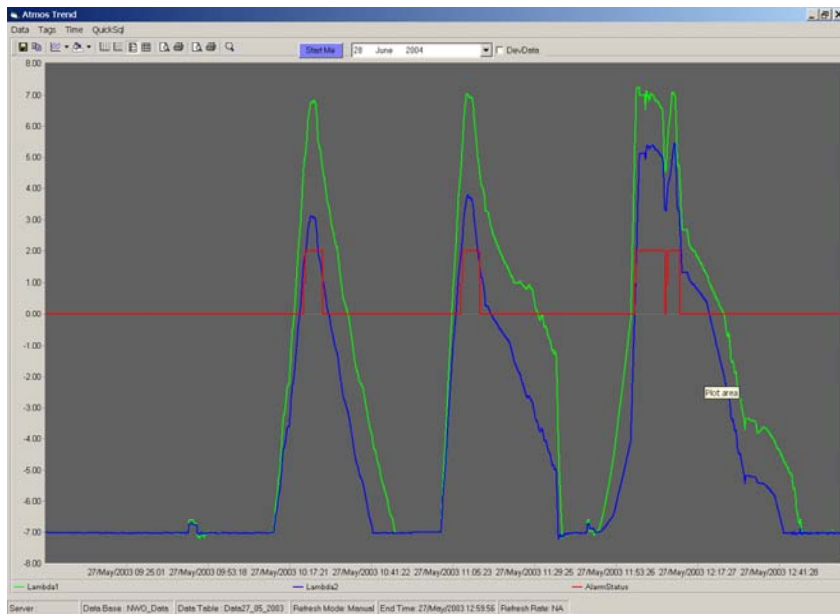 Atmos Trend
Data Tags Time QuickSql
Start Me 28 June 2004 DevData
8.00
7.00
6.00
5.00
4.00
3.00
2.00
1.00
0.00
-1.00
-2.00
-3.00
-4.00
-5.00
-6.00
-7.00
-8.00
Plot area
27/May/2003 09:25:01 27/May/2003 09:53:18 27/May/2003 10:17:21 27/May/2003 10:41:22 27/May/2003 11:05:23 27/May/2003 11:29:25 27/May/2003 11:53:26 27/May/2003 12:17:27 27/May/2003 12:41:28
Lambda1 Lambda2 AlarmStatus
Server : Data Base : NWO_Data Data Table : Data27_05_2003 Refresh Mode: Manual End Time: 27/May/2003 12:59:56 Refresh Rate: NA